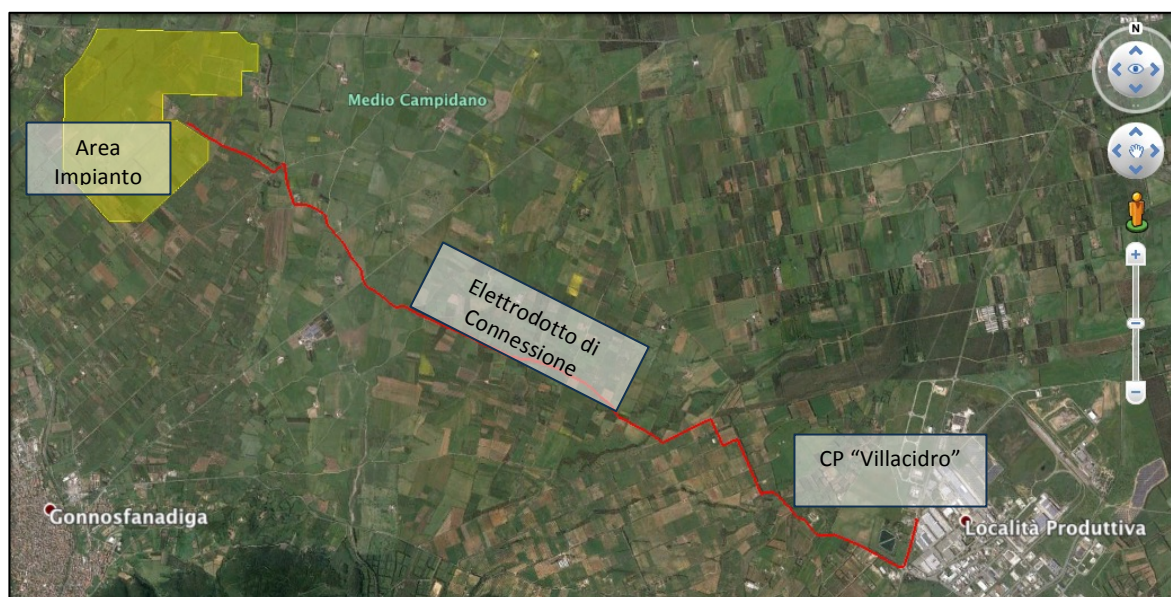 N
Medio Campidano
Area
Impianto
Elettrodotto di
Connessione
CP “Villacidro”
Gonnosfanadiga
Località Produttiva